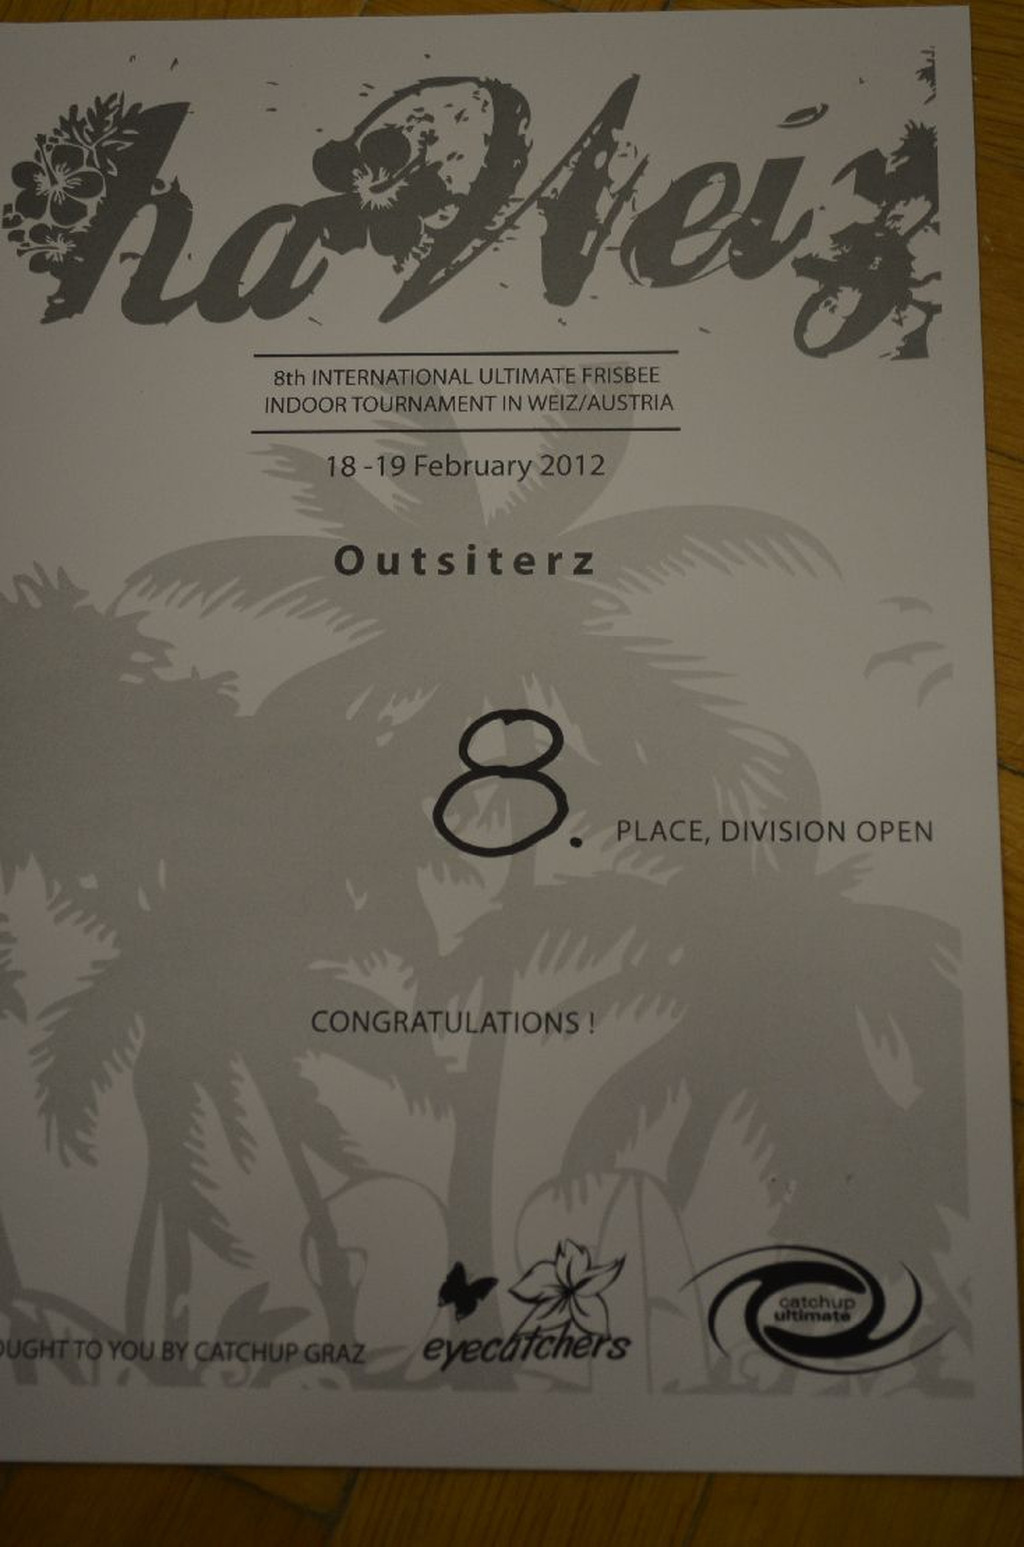 haWeiz
8th INTERNATIONAL ULTIMATE FRISBEE
INDOOR TOURNAMENT IN WEIZ/AUSTRIA
18 -19 February 2012
Outsiterz
8. PLACE, DIVISION OPEN
CONGRATULATIONS !
OUGHT TO YOU BY CATCHUP GRAZ
eyecatchers
catchup
ultimate